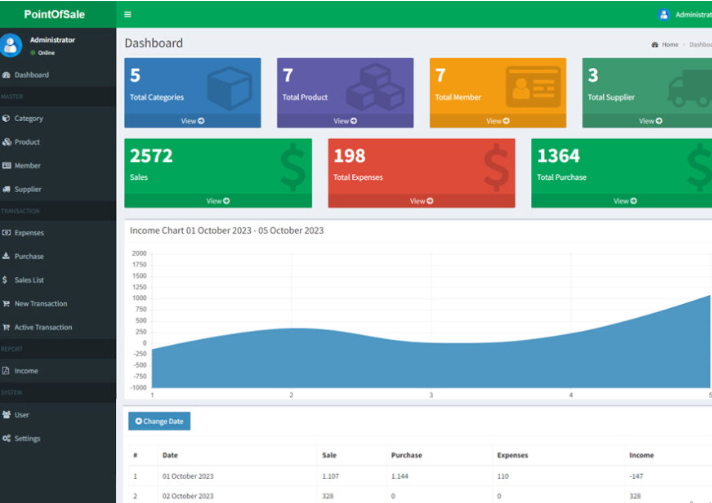 PointOfSale
Administrat
Administrator
Online
Dashboard
MASTER
Category
Product
Member
Supplier
TRANSACTION
Expenses
Purchase
Sales List
New Transaction
Active Transaction
REPORT
Income
SYSTEM
User
Settings
Dashboard
Home > Dashboa
5
Total Categories
View
7
Total Product
View
7
Total Member
View
3
Total Supplier
View
2572
Sales
View
198
Total Expenses
View
1364
Total Purchase
View
Income Chart 01 October 2023 - 05 October 2023
2000
1750
1500
1250
1000
750
500
250
0
-250
-500
-750
-1000
1 2 3 4 5
Change Date
# Date Sale Purchase Expenses Income
1 01 October 2023 1.107 1.144 110 -147
2 02 October 2023 328 0 0 328